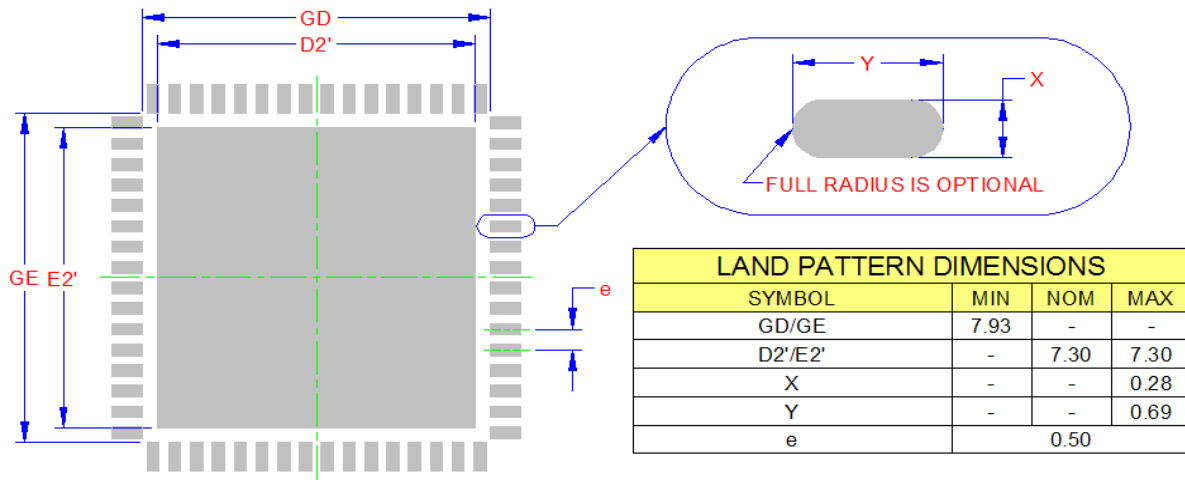 GD
D2'
GE E2'
e
Y
X
FULL RADIUS IS OPTIONAL
LAND PATTERN DIMENSIONS
SYMBOL MIN NOM MAX
GD/GE 7.93 - -
D2'/E2' - 7.30 7.30
X - - 0.28
Y - - 0.69
e 0.50